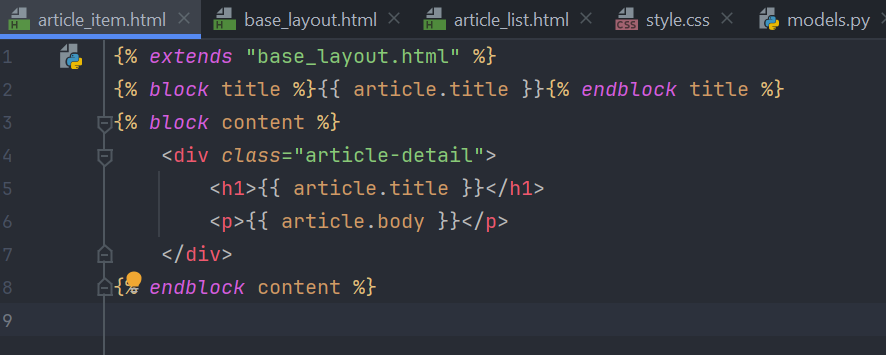 article_item.html base_layout.html article_list.html style.css models.py
1 {% extends "base_layout.html" %}
2 {% block title %}{{ article.title }}{% endblock title %}
3 {% block content %}
4     <div class="article-detail">
5         <h1>{{ article.title }}</h1>
6         <p>{{ article.body }}</p>
7     </div>
8 {% endblock content %}
9